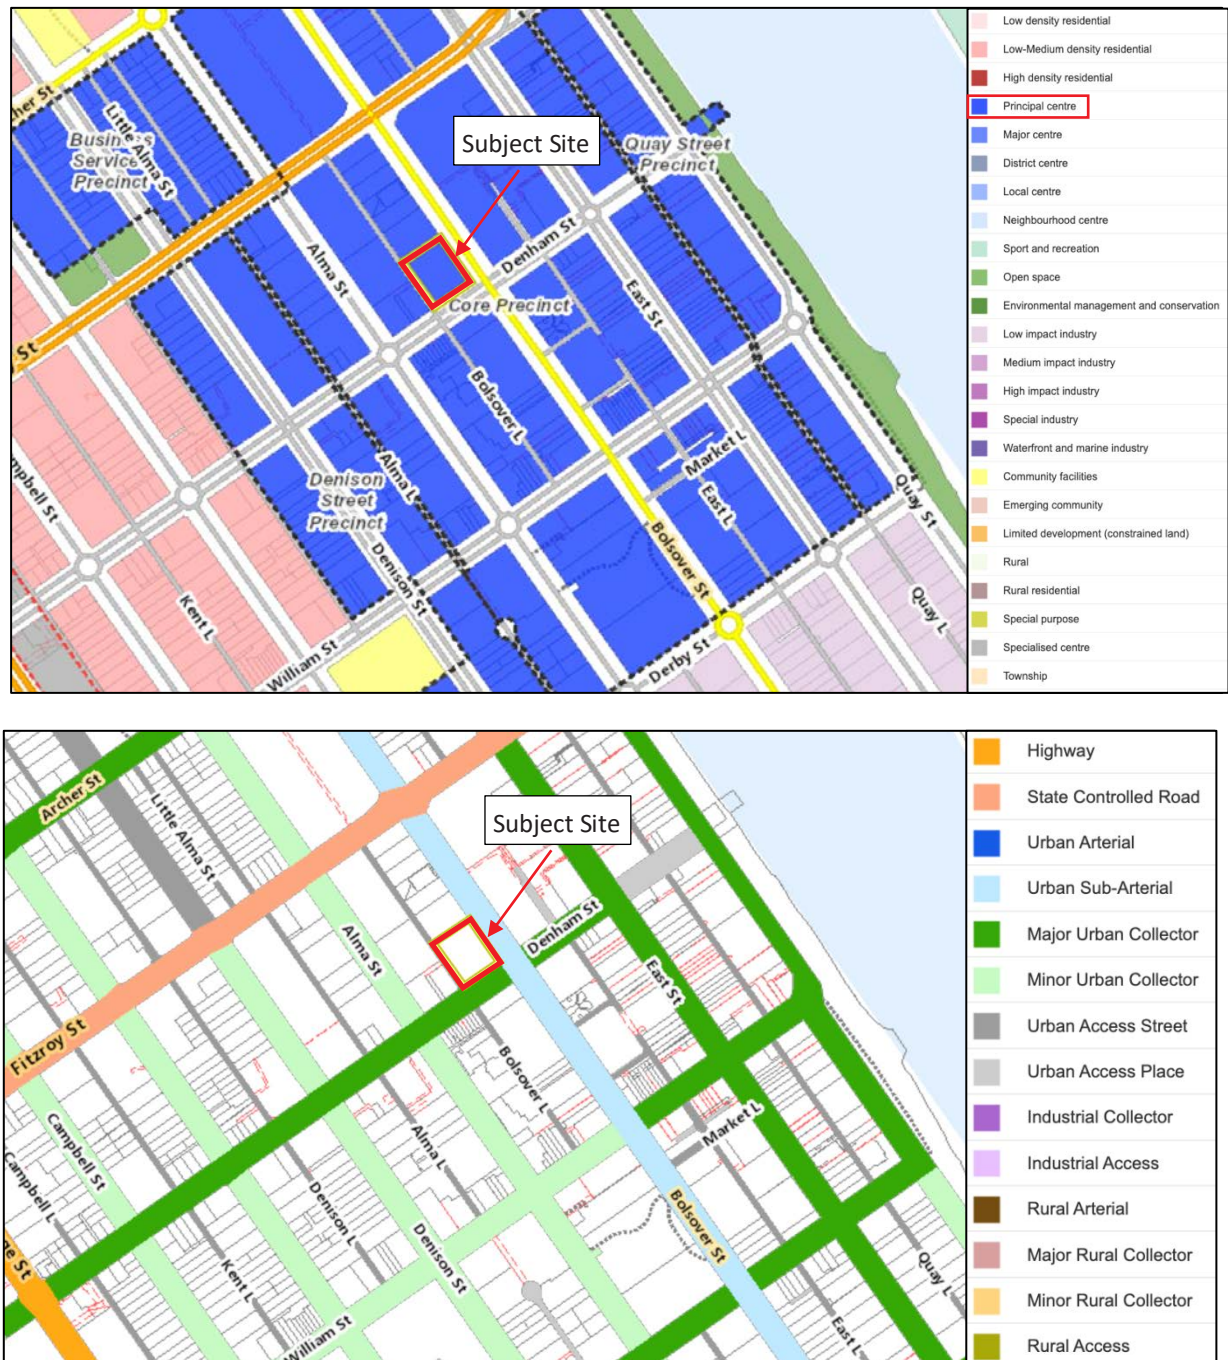 her St
Little Alma St
Business
Service
Precinct
Subject Site
Quay Street
Precinct
Alma St
Denham St
Core Precinct
East St
St
Bolsover L
Market L
Alma L
Denison
Street
Precinct
East L
Quay St
mpbell St
Bolsover St
Denison St
Kent L
Quay L
William St
Derby St
Low density residential
Low-Medium density residential
High density residential
Principal centre
Major centre
District centre
Local centre
Neighbourhood centre
Sport and recreation
Open space
Environmental management and conservation
Low impact industry
Medium impact industry
High impact industry
Special industry
Waterfront and marine industry
Community facilities
Emerging community
Limited development (constrained land)
Rural
Rural residential
Special purpose
Specialised centre
Township
Archer St
Little Alma St
Subject Site
Denham St
Alma St
East St
Fitzroy St
Bolsover L
Market L
Campbell St
Campbell L
Alma L
Denison L
Bolsover St
Denison St
ge St
Kent L
Quay L
William St
East L
Highway
State Controlled Road
Urban Arterial
Urban Sub-Arterial
Major Urban Collector
Minor Urban Collector
Urban Access Street
Urban Access Place
Industrial Collector
Industrial Access
Rural Arterial
Major Rural Collector
Minor Rural Collector
Rural Access